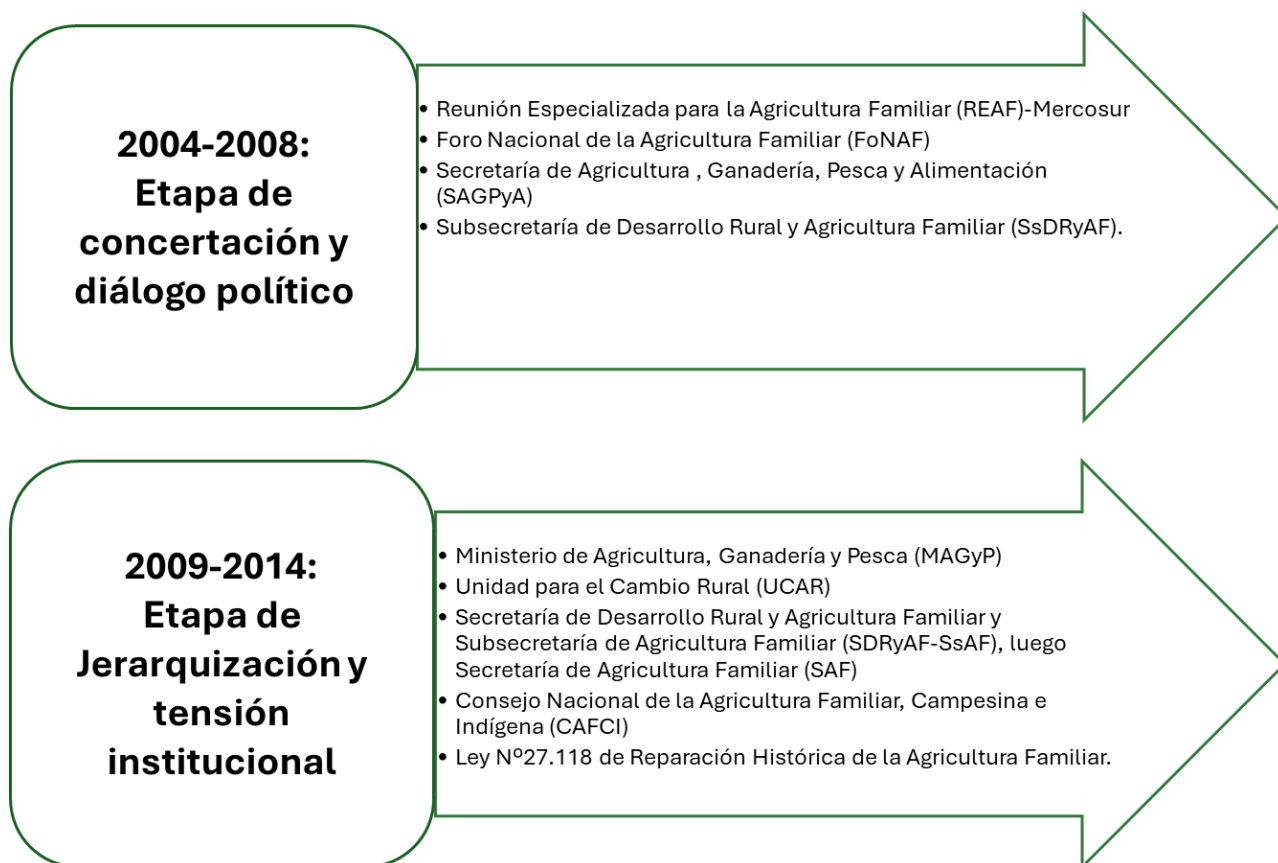 2004-2008:
Etapa de
concertación y
diálogo político
• Reunión Especializada para la Agricultura Familiar (REAF)-Mercosur
• Foro Nacional de la Agricultura Familiar (FoNAF)
• Secretaría de Agricultura , Ganadería, Pesca y Alimentación
(SAGPyA)
• Subsecretaría de Desarrollo Rural y Agricultura Familiar (SsDRyAF).
2009-2014:
Etapa de
Jerarquización y
tensión
institucional
• Ministerio de Agricultura, Ganadería y Pesca (MAGyP)
• Unidad para el Cambio Rural (UCAR)
• Secretaría de Desarrollo Rural y Agricultura Familiar y
Subsecretaría de Agricultura Familiar (SDRyAF-SsAF), luego
Secretaría de Agricultura Familiar (SAF)
• Consejo Nacional de la Agricultura Familiar, Campesina e
Indígena (CAFCI)
• Ley Nº27.118 de Reparación Histórica de la Agricultura Familiar.